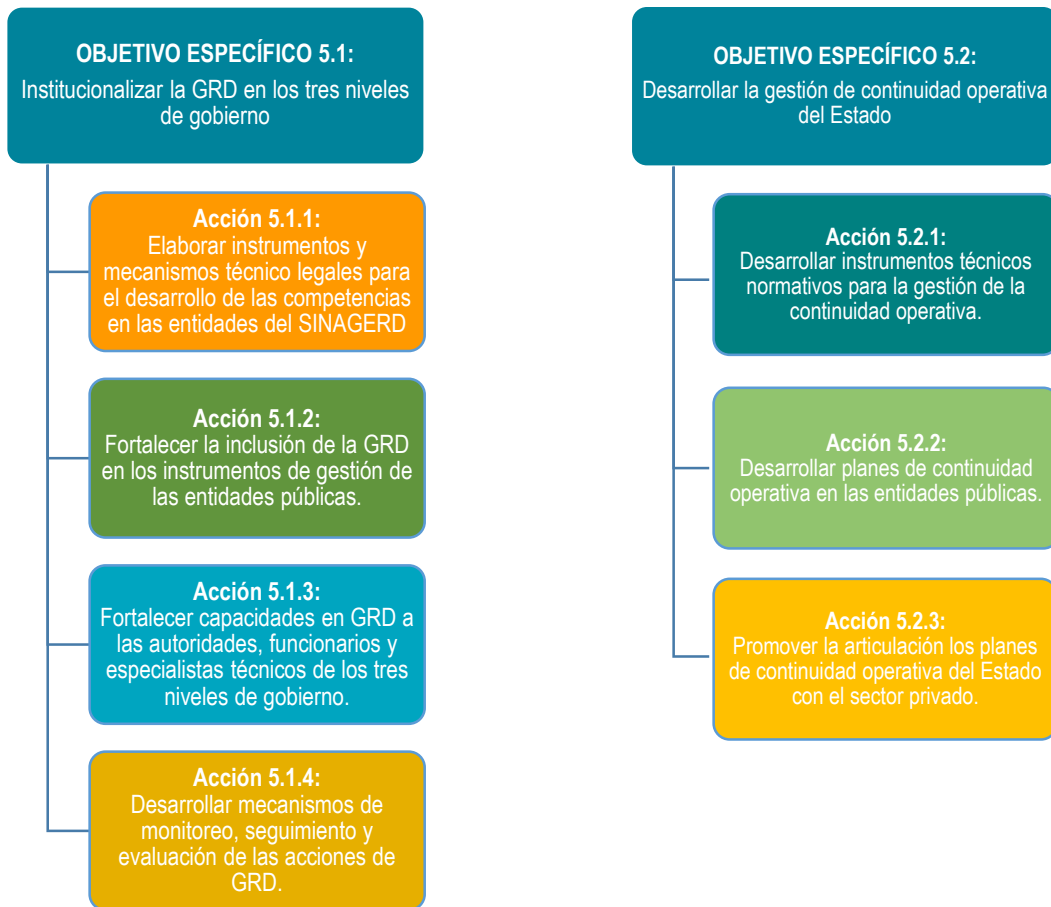 OBJETIVO ESPECÍFICO 5.1:
Institucionalizar la GRD en los tres niveles
de gobierno
Acción 5.1.1:
Elaborar instrumentos y
mecanismos técnico legales para
el desarrollo de las competencias
en las entidades del SINAGERD
Acción 5.1.2:
Fortalecer la inclusión de la GRD
en los instrumentos de gestión de
las entidades públicas.
Acción 5.1.3:
Fortalecer capacidades en GRD a
las autoridades, funcionarios y
especialistas técnicos de los tres
niveles de gobierno.
Acción 5.1.4:
Desarrollar mecanismos de
monitoreo, seguimiento y
evaluación de las acciones de
GRD.
OBJETIVO ESPECÍFICO 5.2:
Desarrollar la gestión de continuidad operativa
del Estado
Acción 5.2.1:
Desarrollar instrumentos técnicos
normativos para la gestión de la
continuidad operativa.
Acción 5.2.2:
Desarrollar planes de continuidad
operativa en las entidades públicas.
Acción 5.2.3:
Promover la articulación los planes
de continuidad operativa del Estado
con el sector privado.